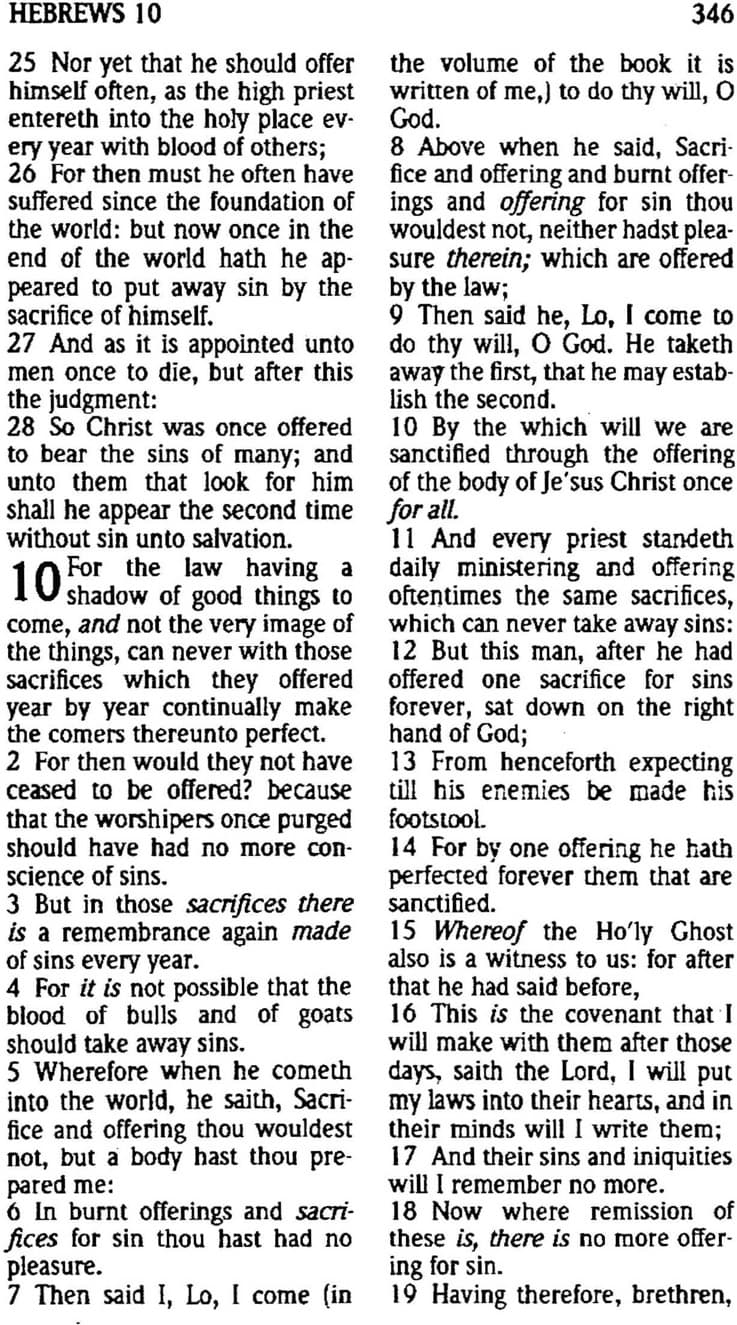 HEBREWS 10
346
25 Nor yet that he should offer
himself often, as the high priest
entereth into the holy place ev-
ery year with blood of others;
26 For then must he often have
suffered since the foundation of
the world: but now once in the
end of the world hath he ap-
peared to put away sin by the
sacrifice of himself.
27 And as it is appointed unto
men once to die, but after this
the judgment:
28 So Christ was once offered
to bear the sins of many; and
unto them that look for him
shall he appear the second time
without sin unto salvation.
10 For the law having a
shadow of good things to
come, and not the very image of
the things, can never with those
sacrifices which they offered
year by year continually make
the comers thereunto perfect.
2 For then would they not have
ceased to be offered? because
that the worshipers once purged
should have had no more con-
science of sins.
3 But in those sacrifices there
is a remembrance again made
of sins every year.
4 For it is not possible that the
blood of bulls and of goats
should take away sins.
5 Wherefore when he cometh
into the world, he saith, Sacri-
fice and offering thou wouldest
not, but a body hast thou pre-
pared me:
6 In burnt offerings and sacri-
fices for sin thou hast had no
pleasure.
7 Then said I, Lo, I come (in
the volume of the book it is
written of me,) to do thy will, O
God.
8 Above when he said, Sacri-
fice and offering and burnt offer-
ings and offering for sin thou
wouldest not, neither hadst plea-
sure therein; which are offered
by the law;
9 Then said he, Lo, I come to
do thy will, O God. He taketh
away the first, that he may estab-
lish the second.
10 By the which will we are
sanctified through the offering
of the body of Je'sus Christ once
for all.
11 And every priest standeth
daily ministering and offering
oftentimes the same sacrifices,
which can never take away sins:
12 But this man, after he had
offered one sacrifice for sins
forever, sat down on the right
hand of God;
13 From henceforth expecting
till his enemies be made his
footstool.
14 For by one offering he hath
perfected forever them that are
sanctified.
15 Whereof the Ho'ly Ghost
also is a witness to us: for after
that he had said before,
16 This is the covenant that I
will make with them after those
days, saith the Lord, I will put
my laws into their hearts, and in
their minds will I write them;
17 And their sins and iniquities
will I remember no more.
18 Now where remission of
these is, there is no more offer-
ing for sin.
19 Having therefore, brethren,